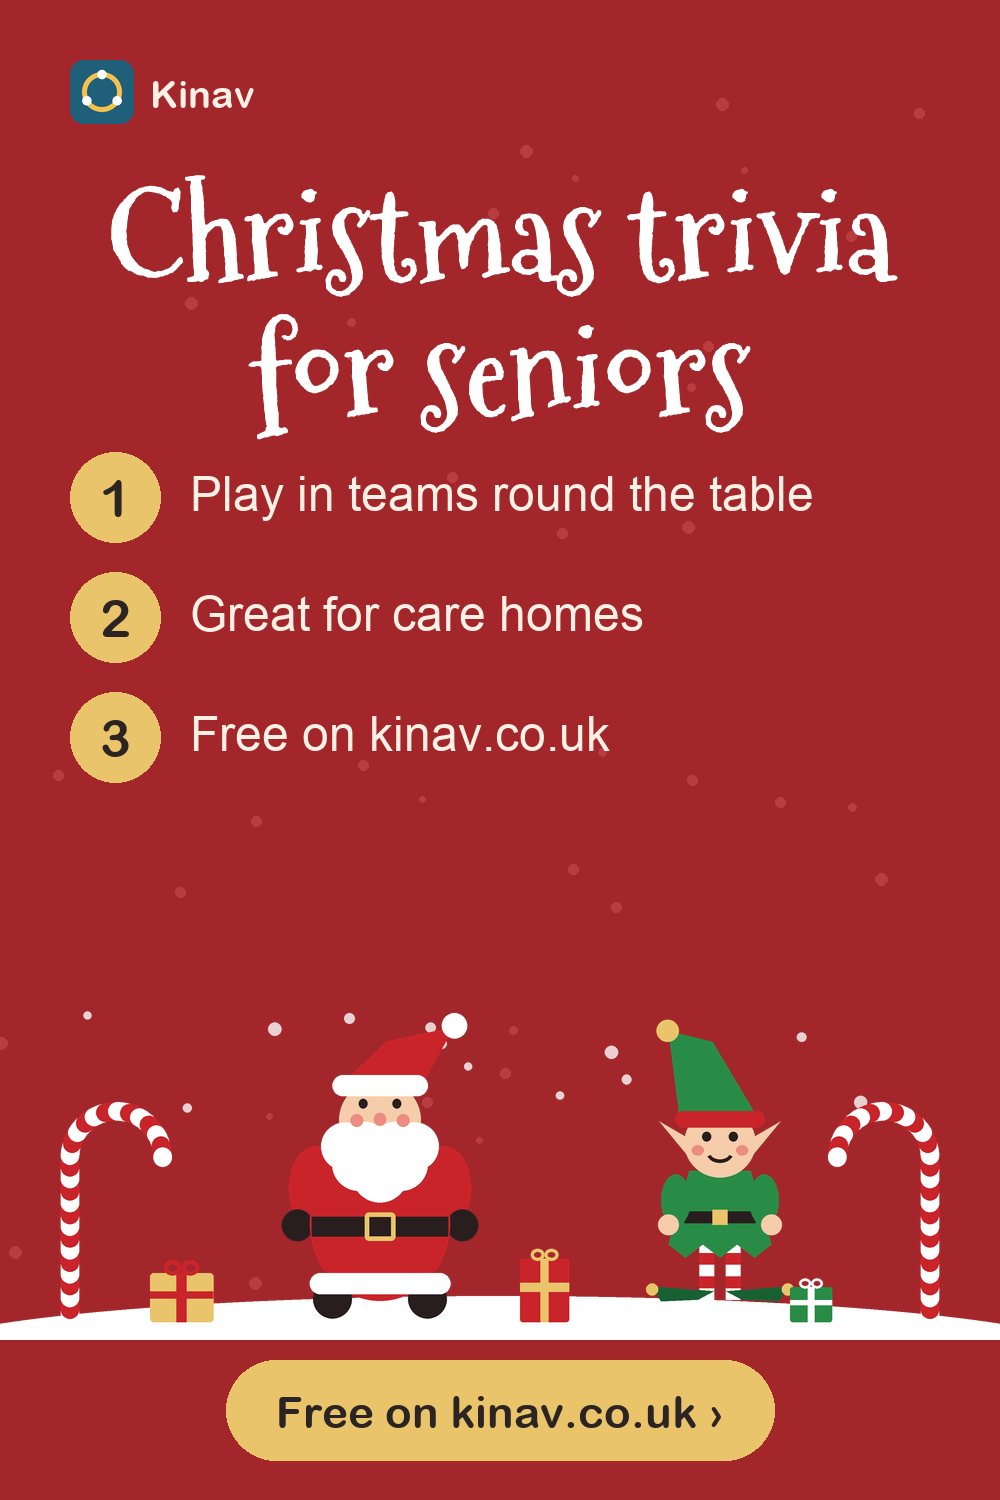 Kinav
Christmas trivia
for seniors
1 Play in teams round the table
2 Great for care homes
3 Free on kinav.co.uk
Free on kinav.co.uk ›